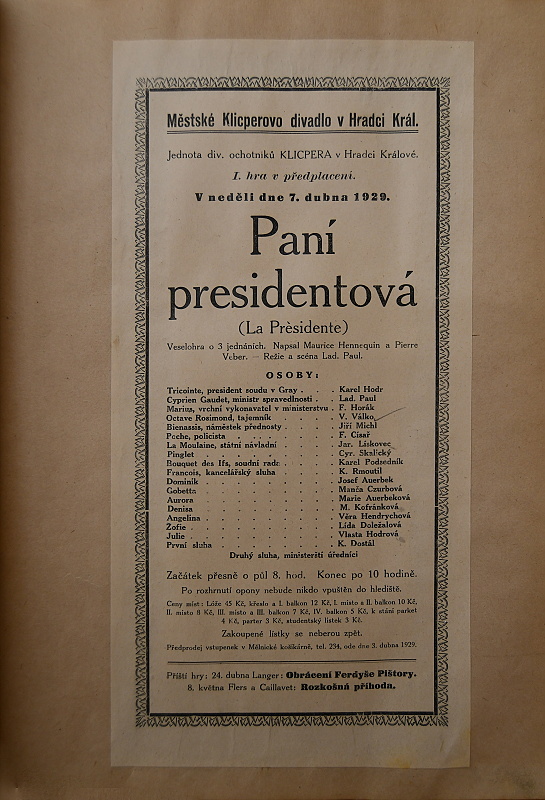 Městské Klicperovo divadlo v Hradci Král.
Jednota div. ochotníků KLICPERA v Hradci Králové.
I. hra v předplacení.
V neděli dne 7. dubna 1929.
Paní
presidentová
(La Prèsidente)
Veselohra o 3 jednáních. Napsal Maurice Hennequin a Pierre
Veber. — Režie a scéna Lad. Paul.
OSOBY:
Tricointe, president soudu v Gray . . . Karel Hodr
Cyprien Gaudet, ministr spravedlnosti . . Lad. Paul
Marius, vrchní vykonavatel v ministerstvu . F. Horák
Octave Rosimond, tajemník . . . . . V. Válko
Bienassis, náměstek přednosty . . . . Jiří Michl
Peche, policista . . . . . . . F. Císař
La Moulaine, státní návladní . . . . . Jar. Lískovec
Pinglet . . . . . . . . . Cyr. Skalický
Bouquet des Ifs, soudní rada . . . . . Karel Podsedník
Francois, kancelářský sluha . . . . . K. Rmoutil
Dominik . . . . . . . . . Josef Auerbek
Gobetta . . . . . . . . . Manča Czurbová
Aurora . . . . . . . . . Marie Auerbeková
Denisa . . . . . . . . . M. Kofránková
Angelina . . . . . . . . . Věra Hendrychová
Žofie . . . . . . . . . . Lída Doležalová
Julie . . . . . . . . . . Vlasta Hodrová
První sluha . . . . . . . . K. Dostál
Druhý sluha, ministerští úředníci
Začátek přesně o půl 8. hod. Konec po 10 hodině.
Po rozhrnutí opony nebude nikdo vpuštěn do hlediště.
Ceny míst: Lóže 45 Kč, křeslo a I. balkon 12 Kč, I. místo a II. balkon 10 Kč,
II. místo 8 Kč, III. místo a III. balkon 7 Kč, IV. balkon 5 Kč, k stání parket
4 Kč, parter 3 Kč, studentský lístek 3 Kč.
Zakoupené lístky se neberou zpět.
Předprodej vstupenek v Mělnické košíkárně, tel. 234, ode dne 3. dubna 1929.
Příští hry: 24. dubna Langer: Obrácení Ferdyše Pištory.
8. května Flers a Caillavet: Rozkošná příhoda.